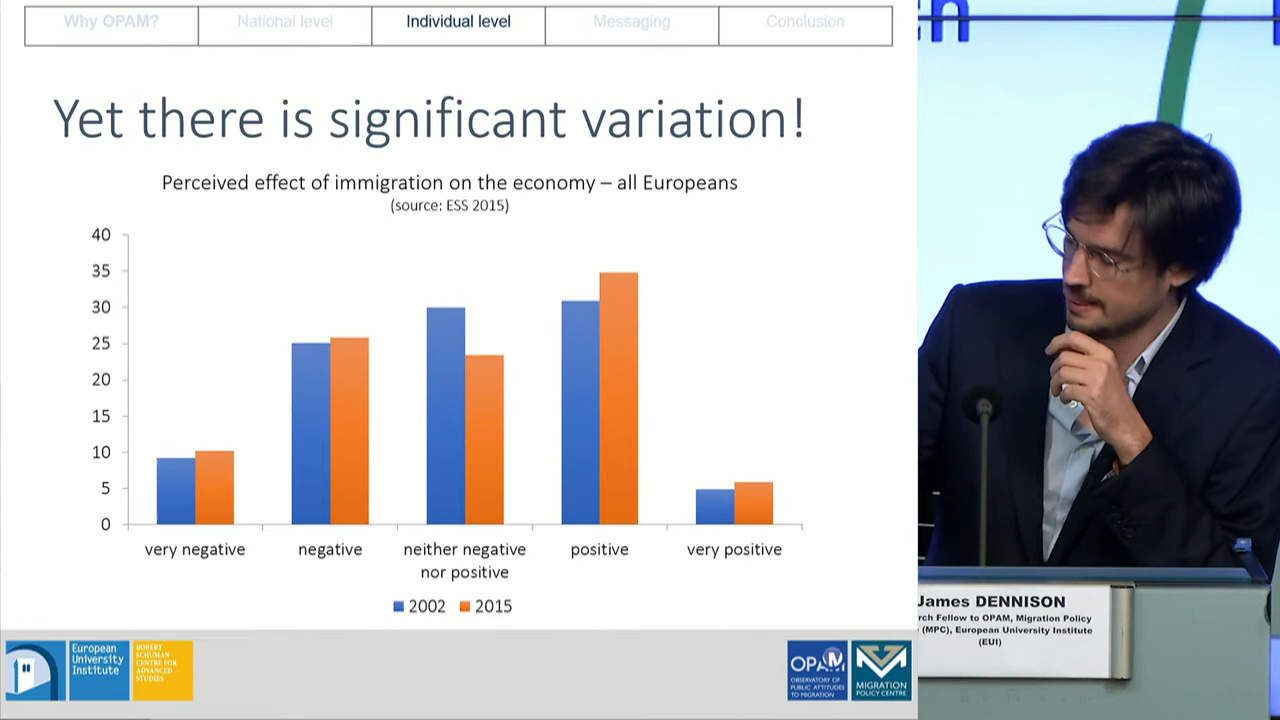 Why OPAM?
National level
Individual level
Messaging
Conclusion
Yet there is significant variation!
Perceived effect of immigration on the economy – all Europeans
(source: ESS 2015)
40
35
30
25
20
15
10
5
0
very negative
negative
neither negative
nor positive
positive
very positive
2002
2015
European
University
Institute
ROBERT
SCHUMAN
CENTRE FOR
ADVANCED
STUDIES
OPAM
OBSERVATORY OF
PUBLIC ATTITUDES
TO MIGRATION
MIGRATION
POLICY CENTRE
James DENNISON
rch Fellow to OPAM, Migration Policy
(MPC), European University Institute
(EUI)